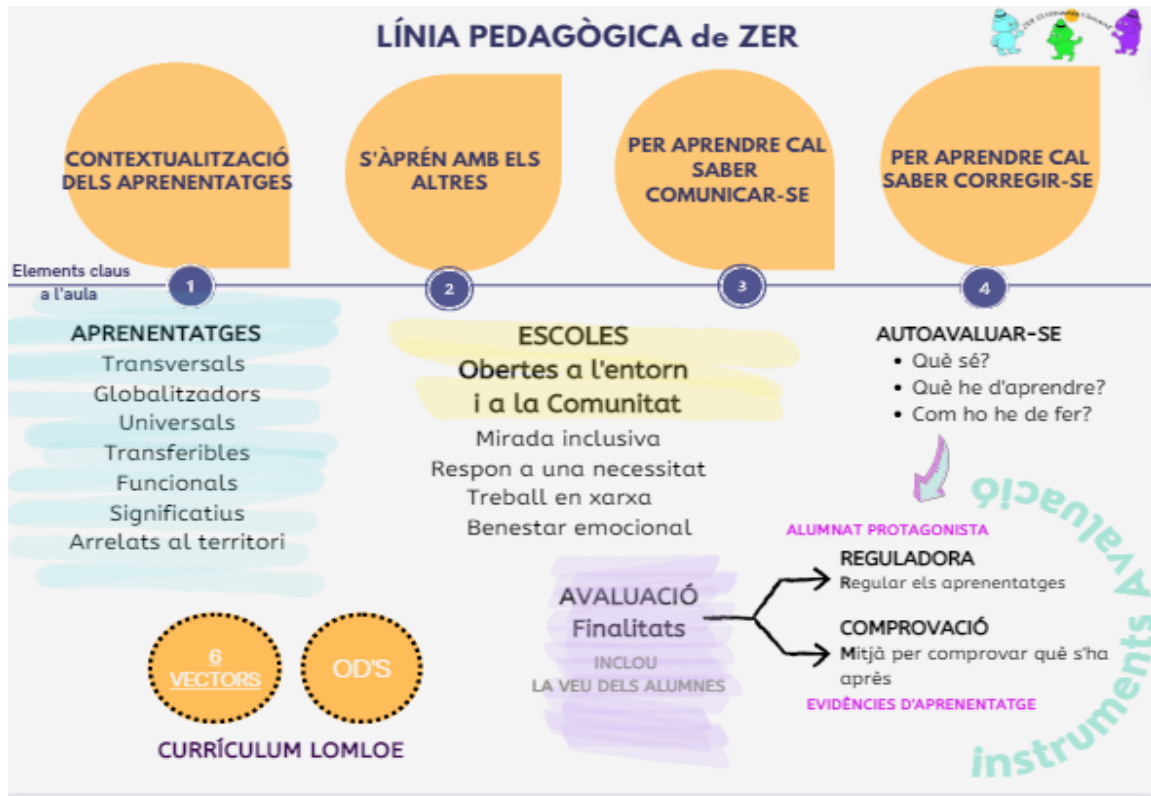 LÍNIA PEDAGÒGICA de ZER
CONTEXTUALITZACIÓ
DELS APRENENTATGES
S'ÀPRÉN AMB ELS
ALTRES
PER APRENDRE CAL
SABER
COMUNICAR-SE
PER APRENDRE CAL
SABER CORREGIR-SE
Elements claus
a l'aula
1
2
3
4
APRENENTATGES
Transversals
Globalitzadors
Universals
Transferibles
Funcionals
Significatius
Arrelats al territori
6
VECTORS
OD'S
CURRÍCULUM LOMLOE
ESCOLES
Obertes a l'entorn
i a la Comunitat
Mirada inclusiva
Respon a una necessitat
Treball en xarxa
Benestar emocional
AVALUACIÓ
Finalitats
INCLOU
LA VEU DELS ALUMNES
AUTOAVALUAR-SE
• Què sé?
• Què he d'aprendre?
• Com ho he de fer?
ALUMNAT PROTAGONISTA
REGULADORA
Regular els aprenentatges
COMPROVACIÓ
Mitjà per comprovar què s'ha
après
EVIDÈNCIES D'APRENENTATGE
instruments Avaluació